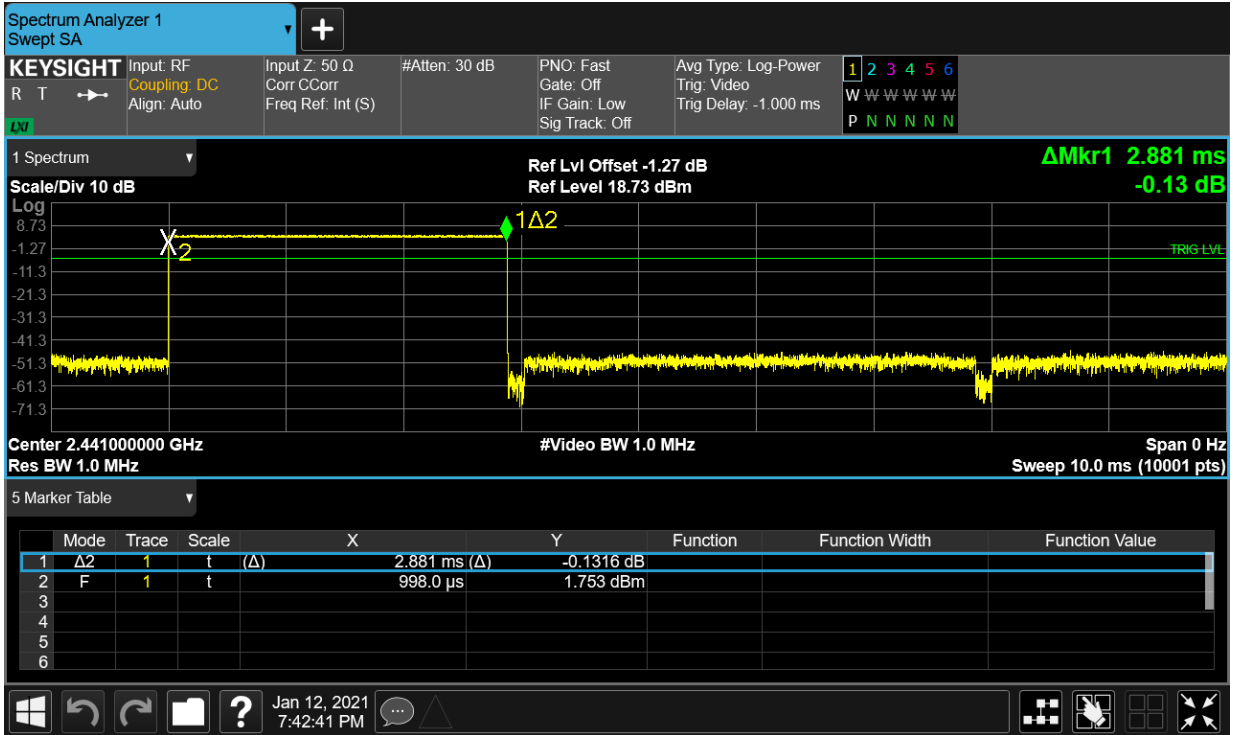 Spectrum Analyzer 1
Swept SA
KEYSIGHT
R T
LXI
Input: RF
Coupling: DC
Align: Auto
Input Z: 50 Ω
Corr CCorr
Freq Ref: Int (S)
#Atten: 30 dB
PNO: Fast
Gate: Off
IF Gain: Low
Sig Track: Off
Avg Type: Log-Power
Trig: Video
Trig Delay: -1.000 ms
1 2 3 4 5 6
W W W W W W
P N N N N N
1 Spectrum
Scale/Div 10 dB
Ref Lvl Offset -1.27 dB
Ref Level 18.73 dBm
ΔMkr1 2.881 ms
-0.13 dB
Log
8.73
-1.27
-11.3
-21.3
-31.3
-41.3
-51.3
-61.3
-71.3
X
2
1Δ2
TRIG LVL
Center 2.441000000 GHz
Res BW 1.0 MHz
#Video BW 1.0 MHz
Span 0 Hz
Sweep 10.0 ms (10001 pts)
5 Marker Table
Mode Trace Scale X Y Function Function Width Function Value
1 Δ2 1 t (Δ) 2.881 ms (Δ) -0.1316 dB
2 F 1 t 998.0 µs 1.753 dBm
3
4
5
6
?
Jan 12, 2021
7:42:41 PM